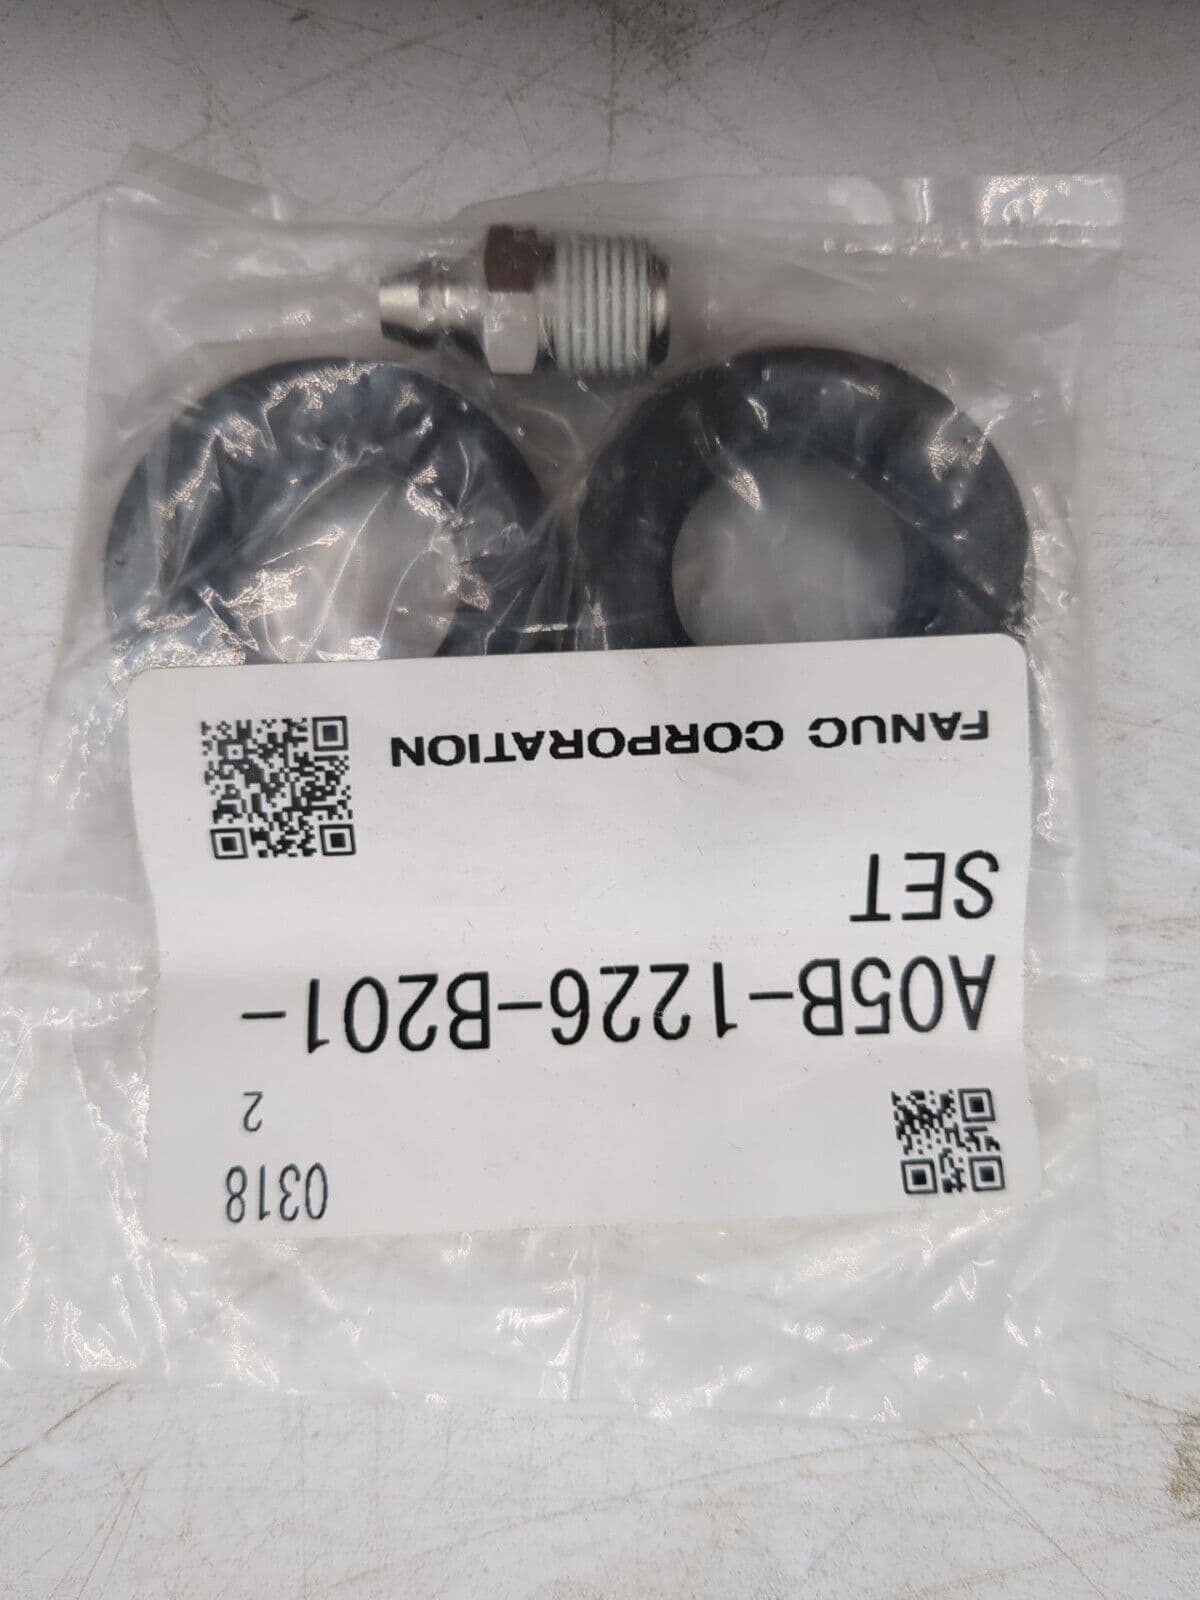 0318
2
A05B-1226-B201-
SET
FANUC CORPORATION